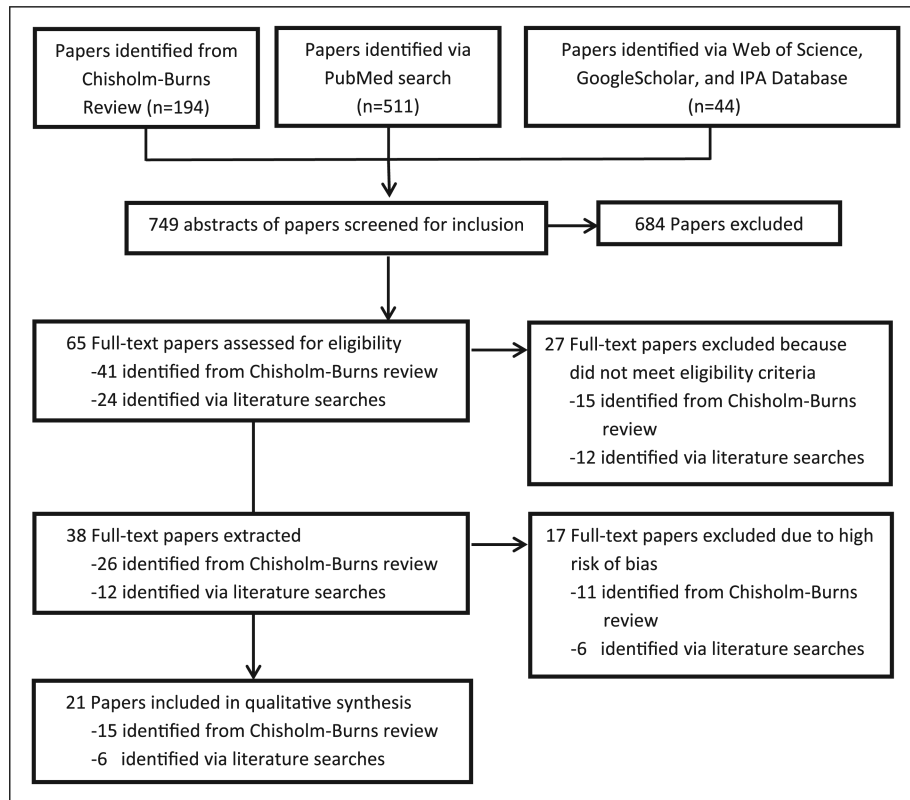 Papers identified from
Chisholm-Burns
Review (n=194)
Papers identified via
PubMed search
(n=511)
Papers identified via Web of Science,
GoogleScholar, and IPA Database
(n=44)
749 abstracts of papers screened for inclusion
684 Papers excluded
65 Full-text papers assessed for eligibility
-41 identified from Chisholm-Burns review
-24 identified via literature searches
27 Full-text papers excluded because
did not meet eligibility criteria
-15 identified from Chisholm-Burns
review
-12 identified via literature searches
38 Full-text papers extracted
-26 identified from Chisholm-Burns review
-12 identified via literature searches
17 Full-text papers excluded due to high
risk of bias
-11 identified from Chisholm-Burns
review
-6 identified via literature searches
21 Papers included in qualitative synthesis
-15 identified from Chisholm-Burns review
-6 identified via literature searches